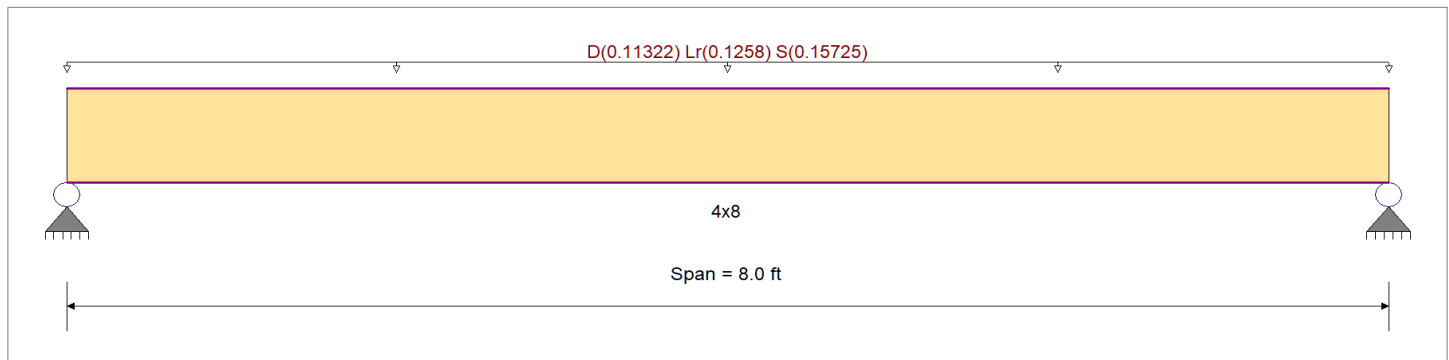 D(0.11322) Lr(0.1258) S(0.15725)
4x8
Span = 8.0 ft